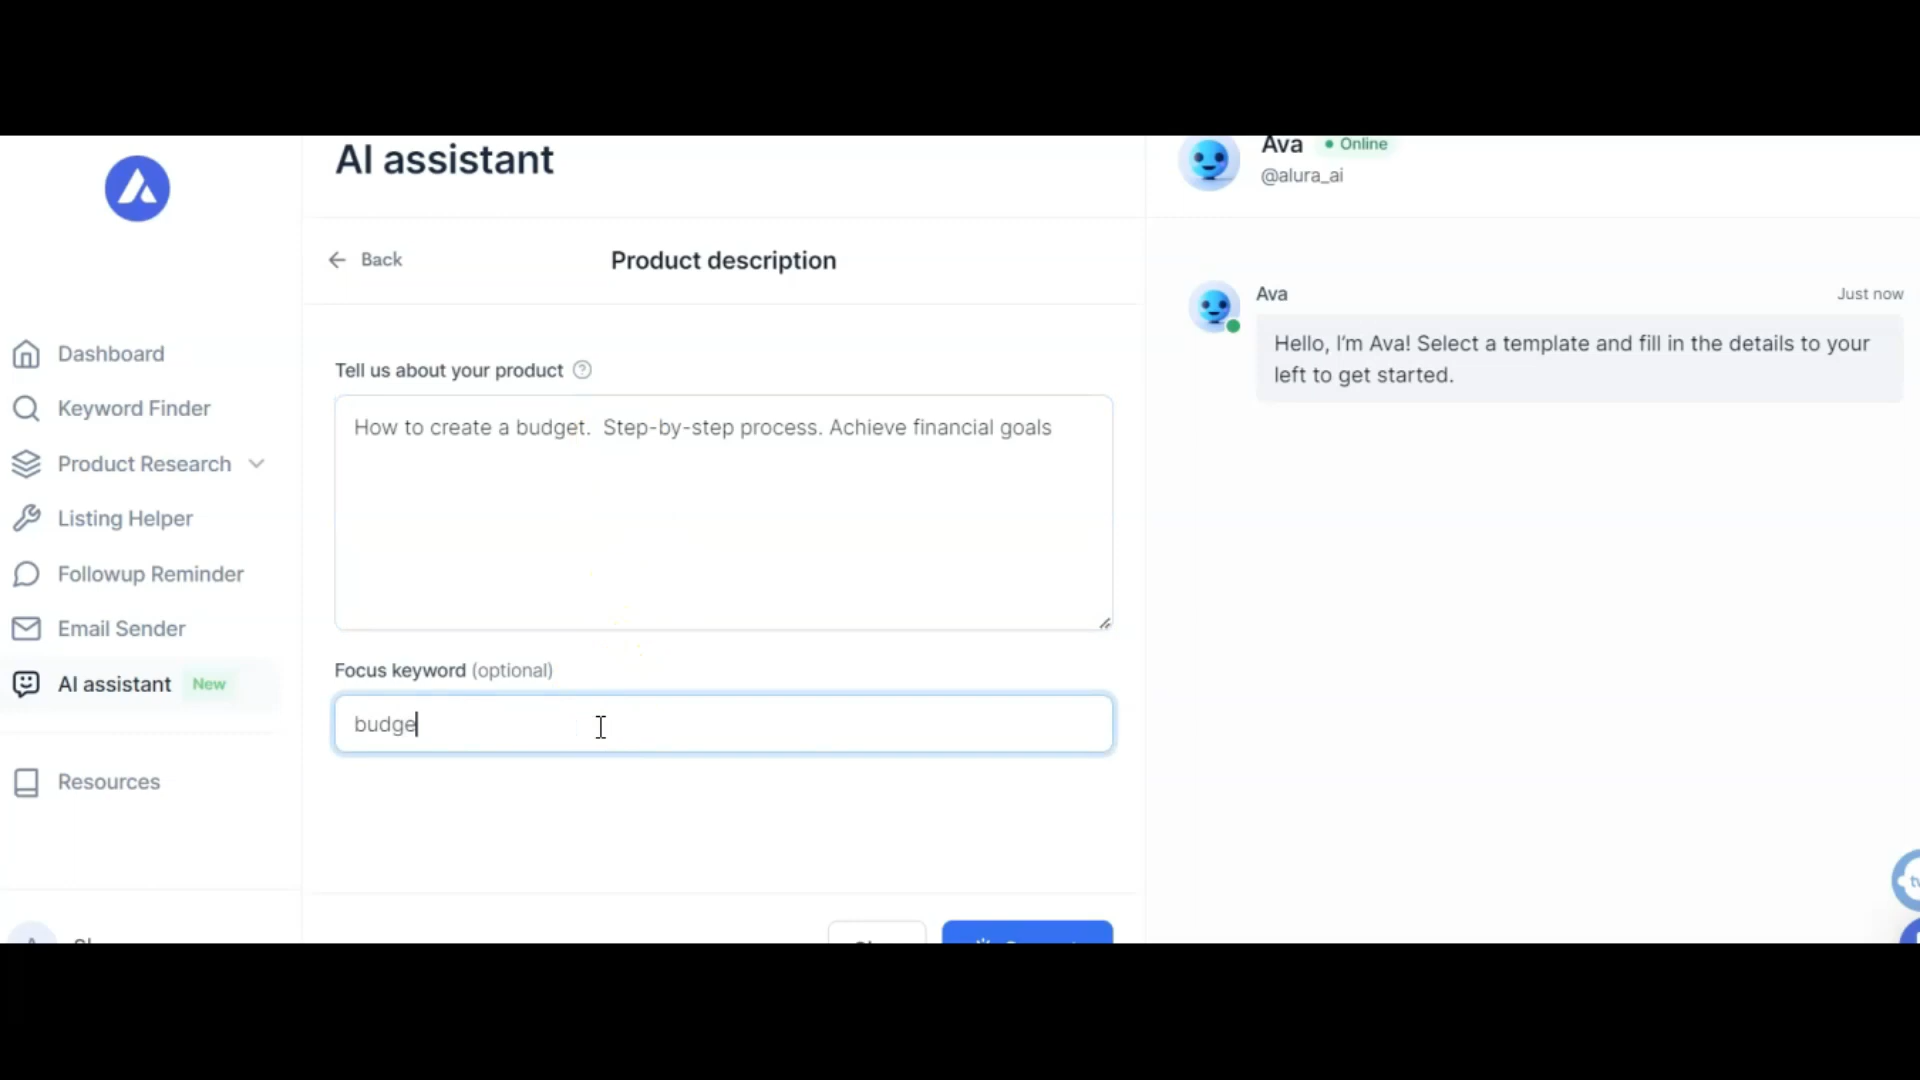 AI assistant
Ava
Online
@alura_ai
Back
Product description
Ava
Just now
Hello, I'm Ava! Select a template and fill in the details to your
left to get started.
Dashboard
Keyword Finder
Product Research
Listing Helper
Followup Reminder
Email Sender
AI assistant New
Resources
Tell us about your product
How to create a budget.  Step-by-step process. Achieve financial goals
Focus keyword (optional)
budge